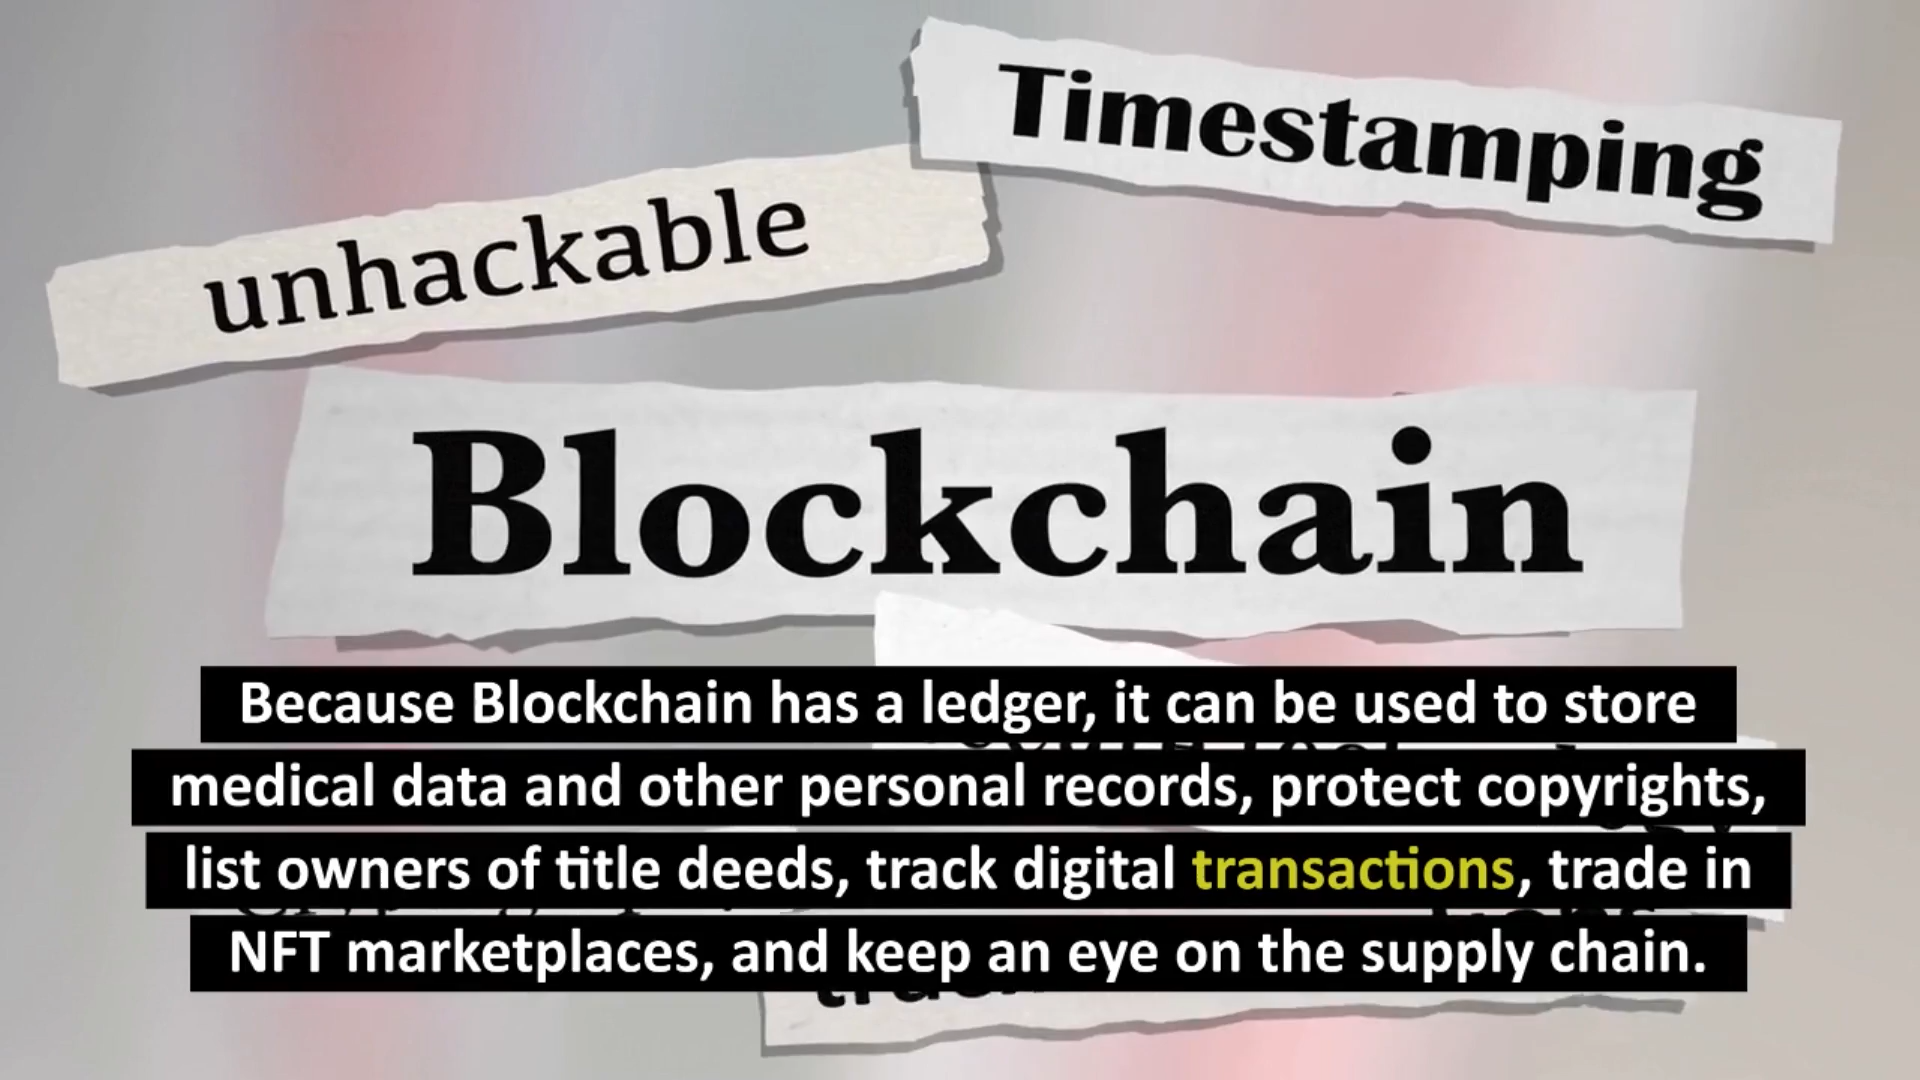 Timestamping
unhackable
Blockchain
Because Blockchain has a ledger, it can be used to store
medical data and other personal records, protect copyrights,
list owners of title deeds, track digital transactions, trade in
NFT marketplaces, and keep an eye on the supply chain.